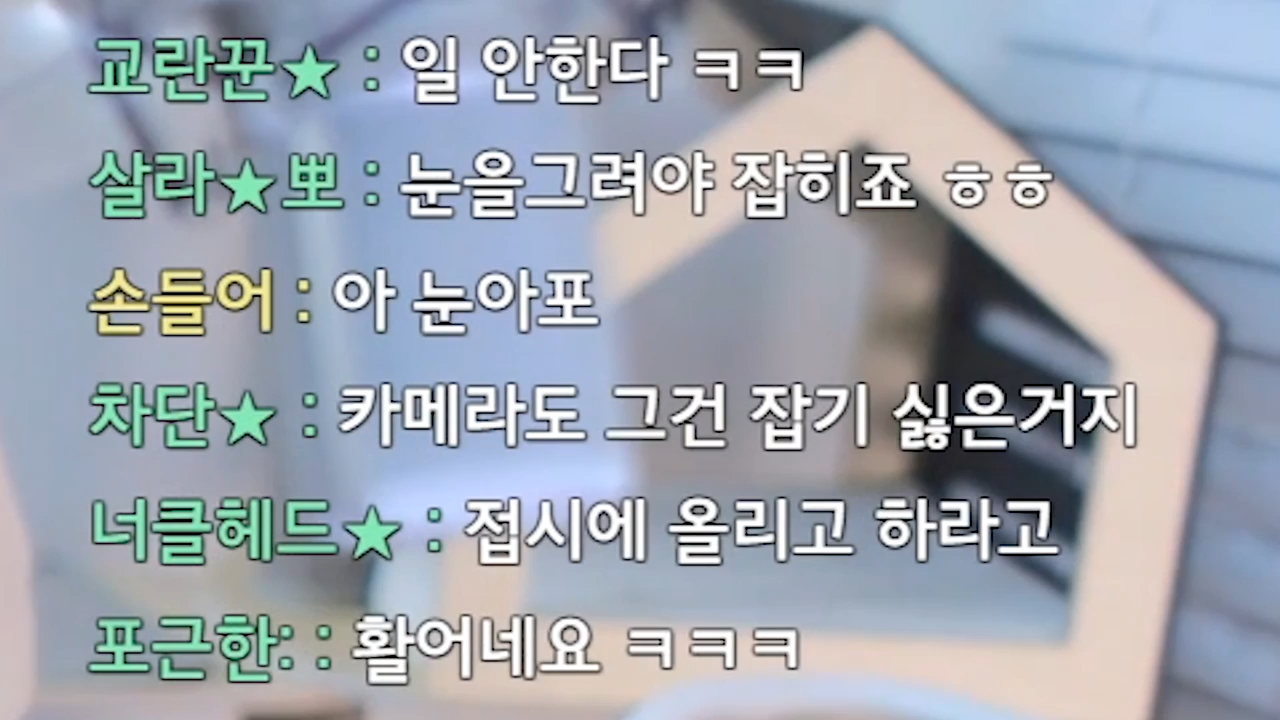 교란꾼★ : 일 안한다 ㅋㅋ
살라★뽀 : 눈을그려야 잡히죠 ㅎㅎ
손들어 : 아 눈아포
차단★ : 카메라도 그건 잡기 싫은거지
너클헤드★ : 접시에 올리고 하라고
포근한: : 활어네요 ㅋㅋㅋ